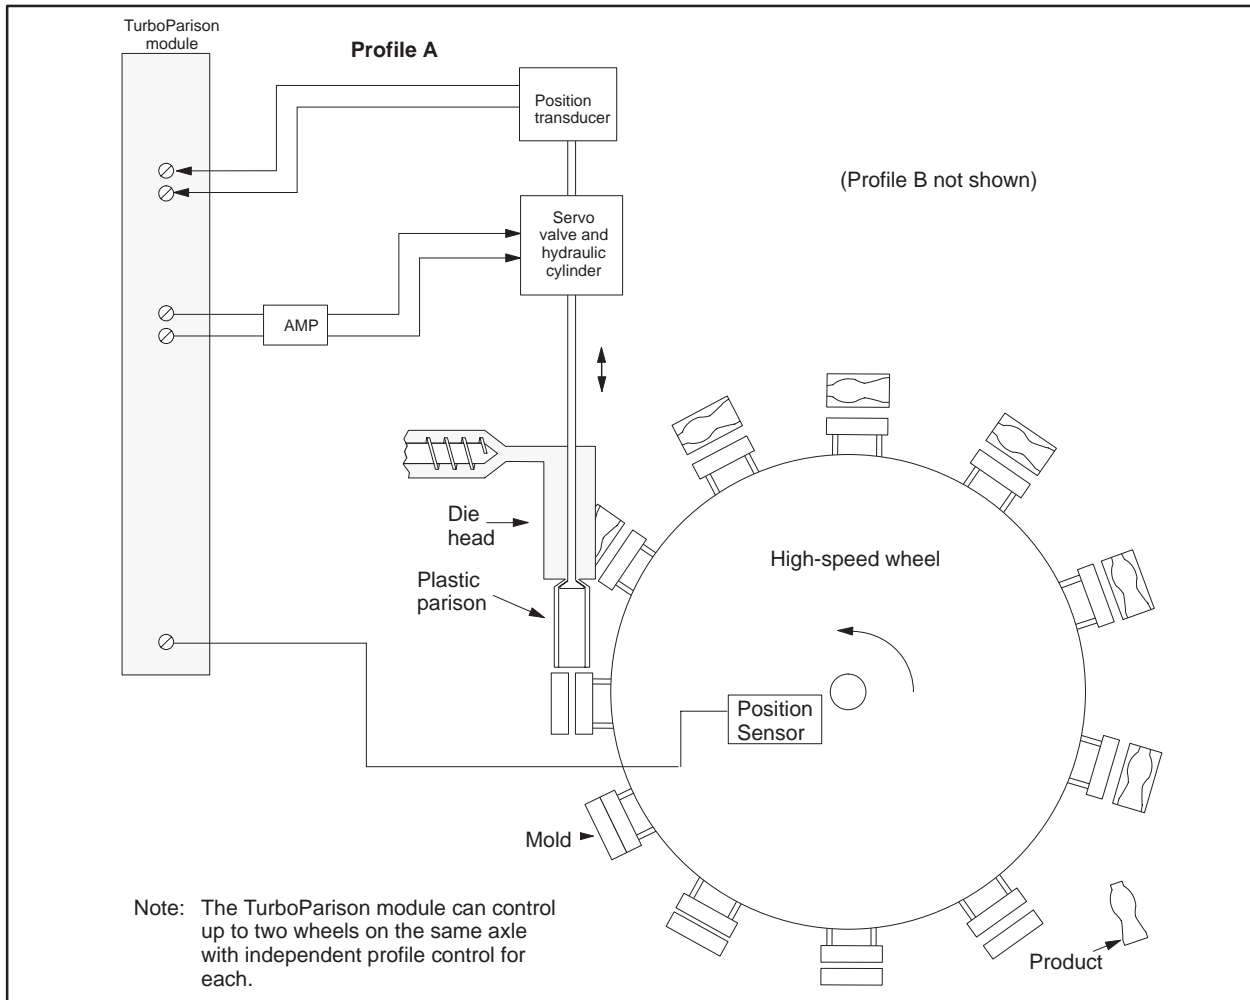 TurboParison
module
Profile A
Position
transducer
(Profile B not shown)
Servo
valve and
hydraulic
cylinder
AMP
Die
head
High-speed wheel
Plastic
parison
Position
Sensor
Mold
Note: The TurboParison module can control
up to two wheels on the same axle
with independent profile control for
each.
Product